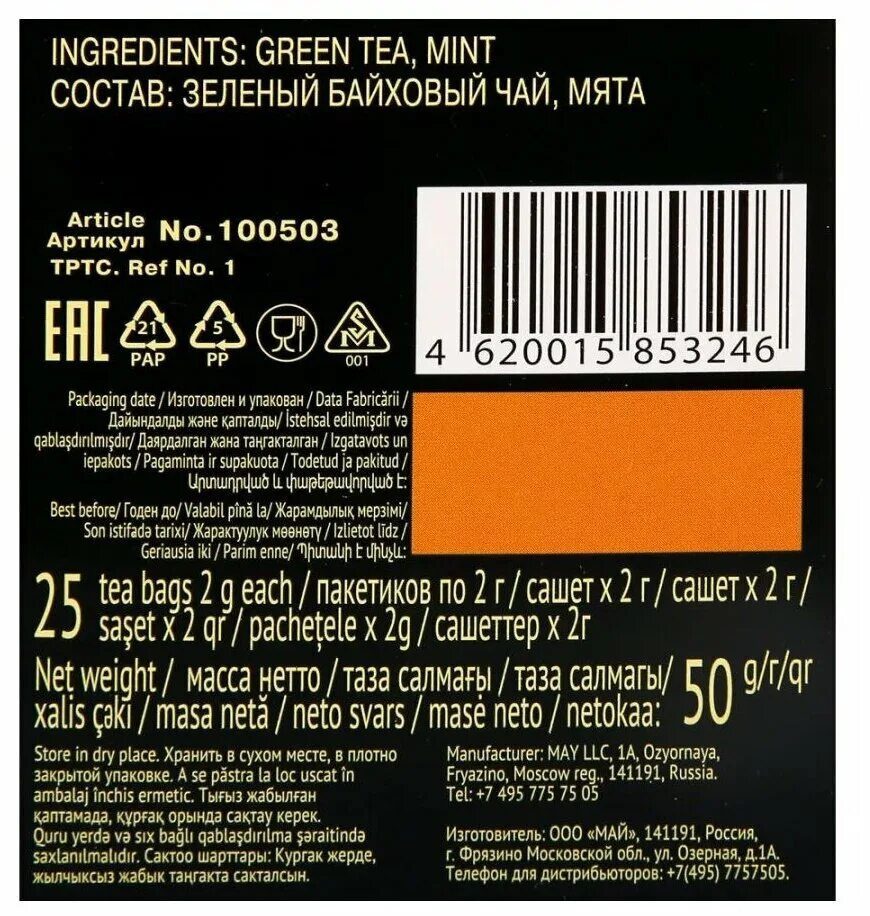 INGREDIENTS: GREEN TEA, MINT
СОСТАВ: ЗЕЛЕНЫЙ БАЙХОВЫЙ ЧАЙ, МЯТА
Article
Артикул No.100503
ТРТС. Ref No. 1
EAC
21
PAP
5
PP
SM
001
4 620015 853246
Packaging date / Изготовлен и упакован / Data Fabricării /
Дайындалды және қапталды/ İstehsal edilmişdir və
qablaşdırılmışdır/ Даярдалган жана таңгакталган / Izgatavots un
iepakots / Pagaminta ir supakuota / Todetud ja pakitud /
Արտադրված և փաթեթավորված է:
Best before/ Годен до/ Valabil pînă la/ Жарамдылық мерзімі/
Son istifadə tarixi/ Жарактуулук мөөнөтү / Izlietot līdz /
Geriausia iki / Parim enne/ Պիտանի է մինչև:
25 tea bags 2 g each / пакетиков по 2 г / сашет x 2 г / сашет x 2 г /
saşet x 2 qr / pachețele x 2g / сашеттер x 2г
Net weight / масса нетто / таза салмағы / таза салмагы/
xalis çəki / masa netă / neto svars / masė neto / netokaa: 50 g/г/qr
Store in dry place. Хранить в сухом месте, в плотно
закрытой упаковке. A se păstra la loc uscat în
ambalaj închis ermetic. Тығыз жабылған
қаптамада, құрғақ орында сақтау керек.
Quru yerdə və six bağlı qablaşdırılma şəraitində
saxlanılmalıdır. Сактоо шарттары: Кургак жерде,
жылчыксыз жабык таңгакта сакталсын.
Manufacturer: MAY LLC, 1A, Ozyornaya,
Fryazino, Moscow reg., 141191, Russia.
Tel: +7 495 775 75 05
Изготовитель: ООО «МАЙ», 141191, Россия,
г. Фрязино Московской обл., ул. Озерная, д.1А.
Телефон для дистрибьюторов: +7(495) 7757505.